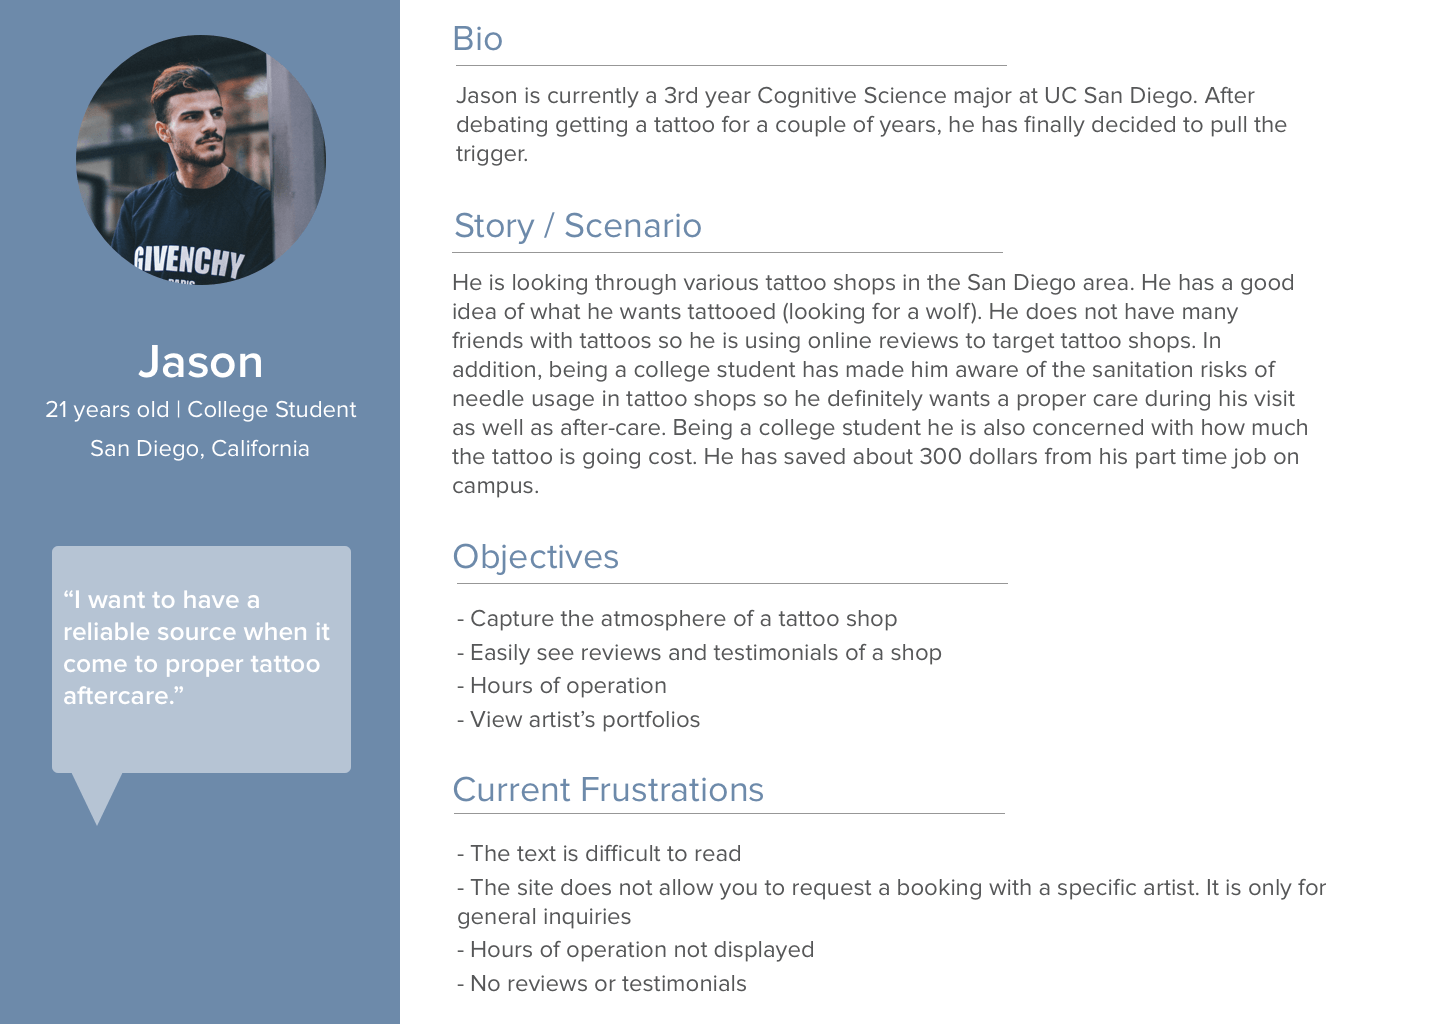 GIVENCHY
PARIS
Jason
21 years old | College Student
San Diego, California
“I want to have a
reliable source when it
come to proper tattoo
aftercare.”
Bio
Jason is currently a 3rd year Cognitive Science major at UC San Diego. After
debating getting a tattoo for a couple of years, he has finally decided to pull the
trigger.
Story / Scenario
He is looking through various tattoo shops in the San Diego area. He has a good
idea of what he wants tattooed (looking for a wolf). He does not have many
friends with tattoos so he is using online reviews to target tattoo shops. In
addition, being a college student has made him aware of the sanitation risks of
needle usage in tattoo shops so he definitely wants a proper care during his visit
as well as after-care. Being a college student he is also concerned with how much
the tattoo is going cost. He has saved about 300 dollars from his part time job on
campus.
Objectives
- Capture the atmosphere of a tattoo shop
- Easily see reviews and testimonials of a shop
- Hours of operation
- View artist’s portfolios
Current Frustrations
- The text is difficult to read
- The site does not allow you to request a booking with a specific artist. It is only for
general inquiries
- Hours of operation not displayed
- No reviews or testimonials